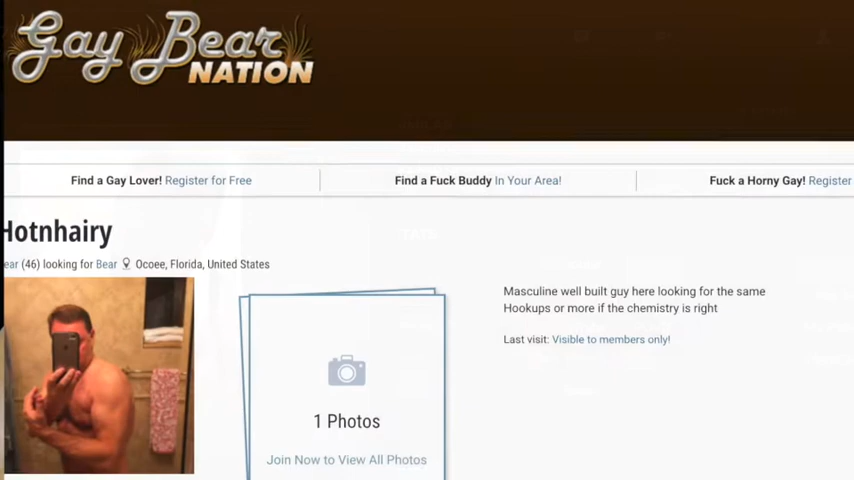 Gay Bear
NATION
Find a Gay Lover! Register for Free
Find a Fuck Buddy In Your Area!
Fuck a Horny Gay! Register
Hotnhairy
ear (46) looking for Bear Ocoee, Florida, United States
Masculine well built guy here looking for the same
Hookups or more if the chemistry is right
Last visit: Visible to members only!
1 Photos
Join Now to View All Photos